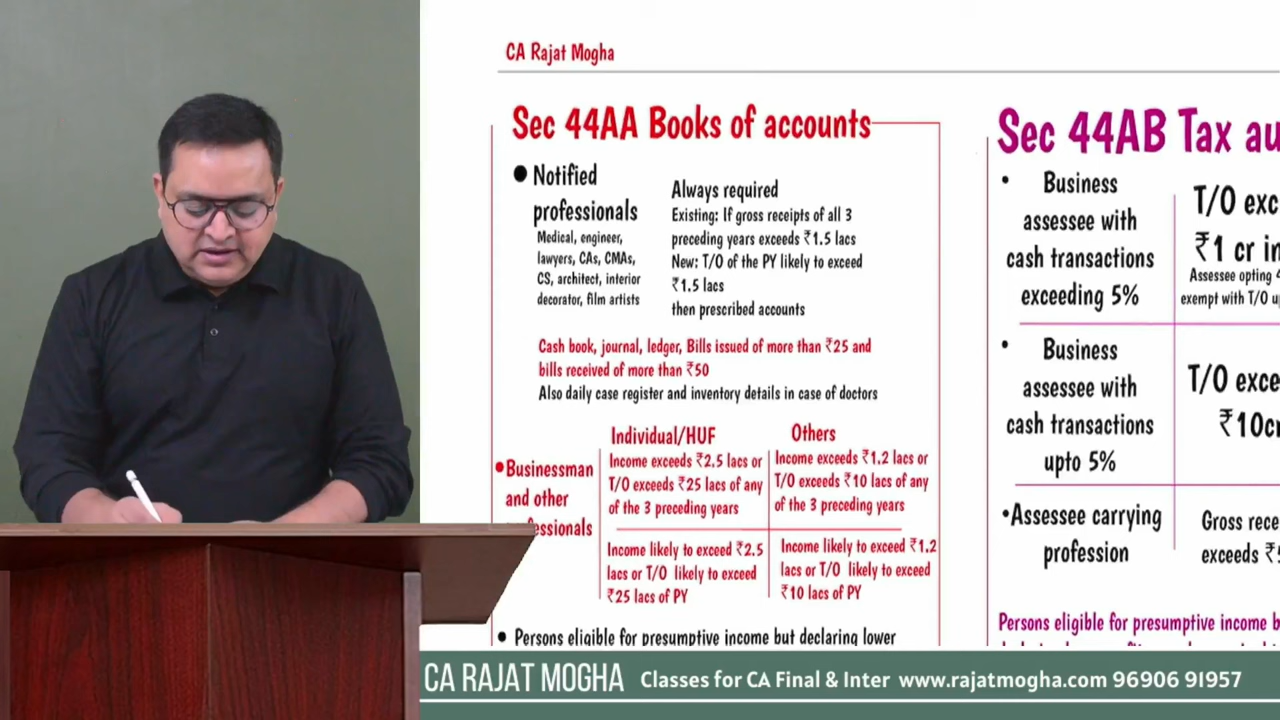 CA Rajat Mogha
Sec 44AA Books of accounts
● Notified
professionals
Medical, engineer,
lawyers, CAs, CMAs,
CS, architect, interior
decorator, film artists
Always required
Existing: If gross receipts of all 3
preceding years exceeds ₹1.5 lacs
New: T/O of the PY likely to exceed
₹1.5 lacs
then prescribed accounts
Cash book, journal, ledger, Bills issued of more than ₹25 and
bills received of more than ₹50
Also daily case register and inventory details in case of doctors
Individual/HUF
Others
•Businessman
and other
Income exceeds ₹2.5 lacs or
T/O exceeds ₹25 lacs of any
of the 3 preceding years
Income exceeds ₹1.2 lacs or
T/O exceeds ₹10 lacs of any
of the 3 preceding years
Income likely to exceed ₹2.5
lacs or T/O likely to exceed
₹25 lacs of PY
Income likely to exceed ₹1.2
lacs or T/O likely to exceed
₹10 lacs of PY
• Persons eligible for presumptive income but declaring lower
Sec 44AB Tax au
• Business
assessee with
cash transactions
exceeding 5%
T/O exc
₹1 cr in
Assessee opting 4
exempt with T/O u
• Business
assessee with
cash transactions
upto 5%
T/O exce
₹10cr
•Assessee carrying
profession
Gross rece
exceeds ₹5
Persons eligible for presumptive income b
CA RAJAT MOGHA Classes for CA Final & Inter www.rajatmogha.com 96906 91957